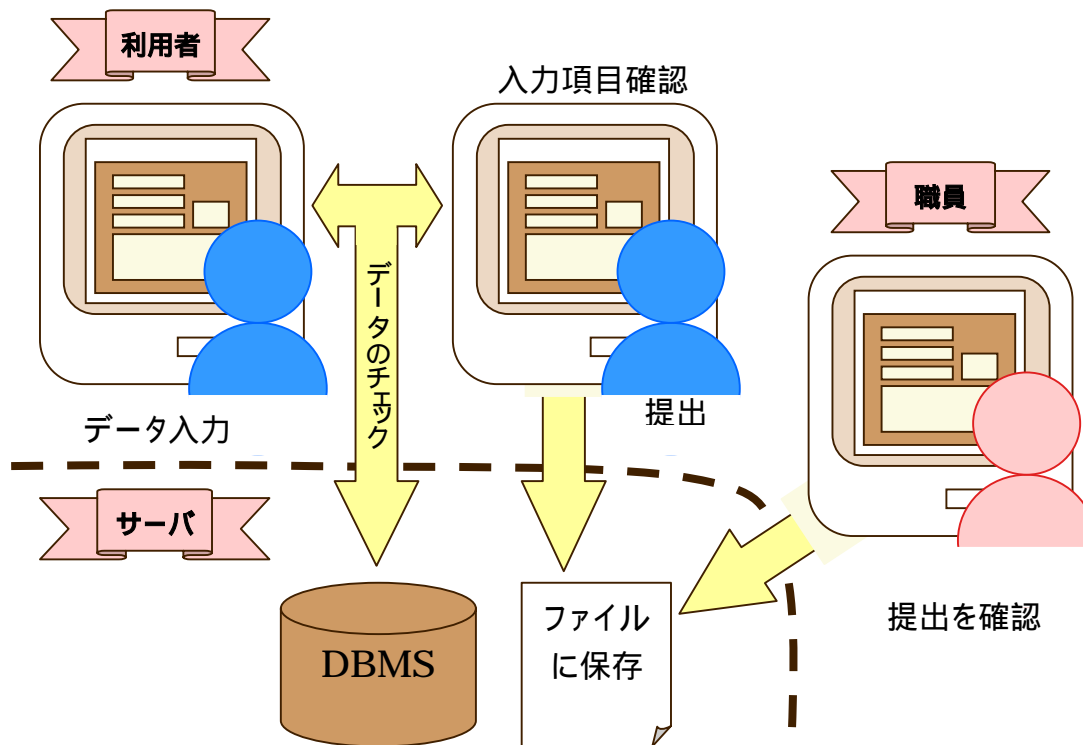 利用者
入力項目確認
職員
データのチェック
データ入力
提出
サーバ
DBMS
ファイル
に保存
提出を確認